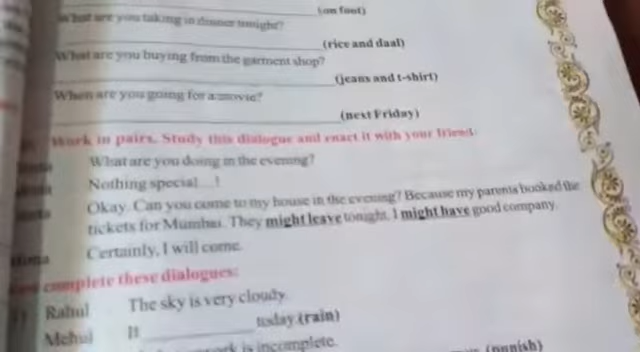 (on foot)
What are you taking in dinner tonight?
(rice and daal)
What are you buying from the garment shop?
(jeans and t-shirt)
When are you going for a movie?
(next Friday)
Work in pairs. Study this dialogue and enact it with your friend.
What are you doing in the evening?
Nothing special...!
Okay. Can you come to my house in the evening? Because my parents booked the
tickets for Mumbai. They might leave tonight. I might have good company.
Certainly, I will come.
complete these dialogues:
Rahul The sky is very cloudy.
Mehul It ________ today.(rain)
work is incomplete.
(punish)